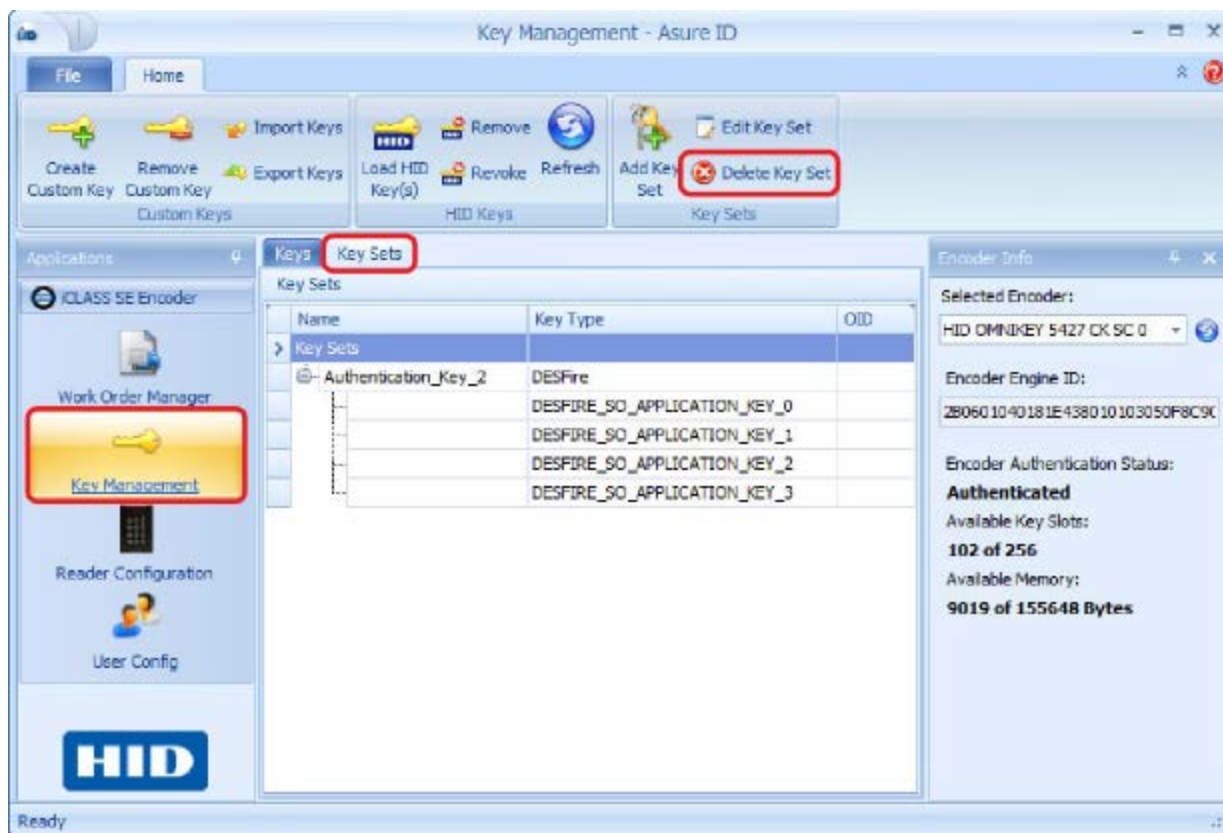 Key Management - Asure ID
File
Home
Create
Custom Key
Remove
Custom Key
Import Keys
Export Keys
Custom Keys
HID
Load HID
Key(s)
Remove
Revoke
Refresh
HID Keys
Add Key
Set
Edit Key Set
Delete Key Set
Key Sets
Applications
iCLASS SE Encoder
Work Order Manager
Key Management
Reader Configuration
User Config
HID
Keys
Key Sets
Key Sets
Name Key Type OID
Key Sets
Authentication_Key_2 DESFire
DESFIRE_SO_APPLICATION_KEY_0
DESFIRE_SO_APPLICATION_KEY_1
DESFIRE_SO_APPLICATION_KEY_2
DESFIRE_SO_APPLICATION_KEY_3
Encoder Info
Selected Encoder:
HID OMNIKEY 5427 CK SC 0
Encoder Engine ID:
2B0601040181E438010103050F8C9C
Encoder Authentication Status:
Authenticated
Available Key Slots:
102 of 256
Available Memory:
9019 of 155648 Bytes
Ready